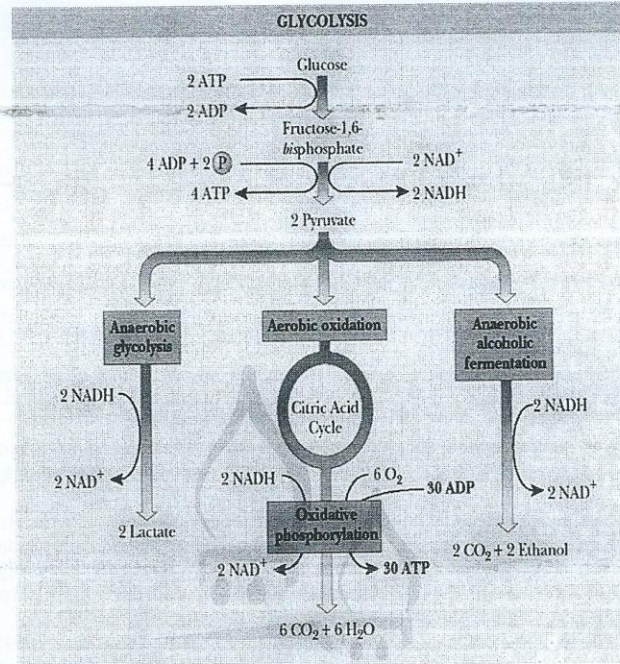 GLYCOLYSIS
Glucose
2 ATP
2 ADP
Fructose-1,6-
bisphosphate
4 ADP + 2 P
2 NAD⁺
4 ATP
2 NADH
2 Pyruvate
Anaerobic
glycolysis
Aerobic oxidation
Anaerobic
alcoholic
fermentation
2 NADH
Citric Acid
Cycle
2 NADH
2 NAD⁺
2 NADH
6 O₂
30 ADP
2 NAD⁺
2 Lactate
Oxidative
phosphorylation
2 CO₂ + 2 Ethanol
2 NAD⁺
30 ATP
6 CO₂ + 6 H₂O